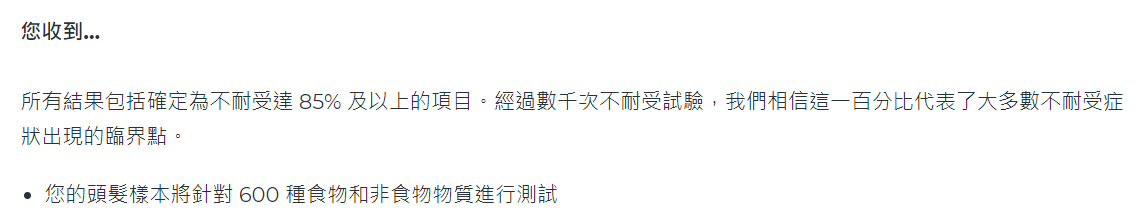 您收到...
所有結果包括確定為不耐受達 85% 及以上的項目。經過數千次不耐受試驗，我們相信這一百分比代表了大多數不耐受症
狀出現的臨界點。
• 您的頭髮樣本將針對 600 種食物和非食物物質進行測試